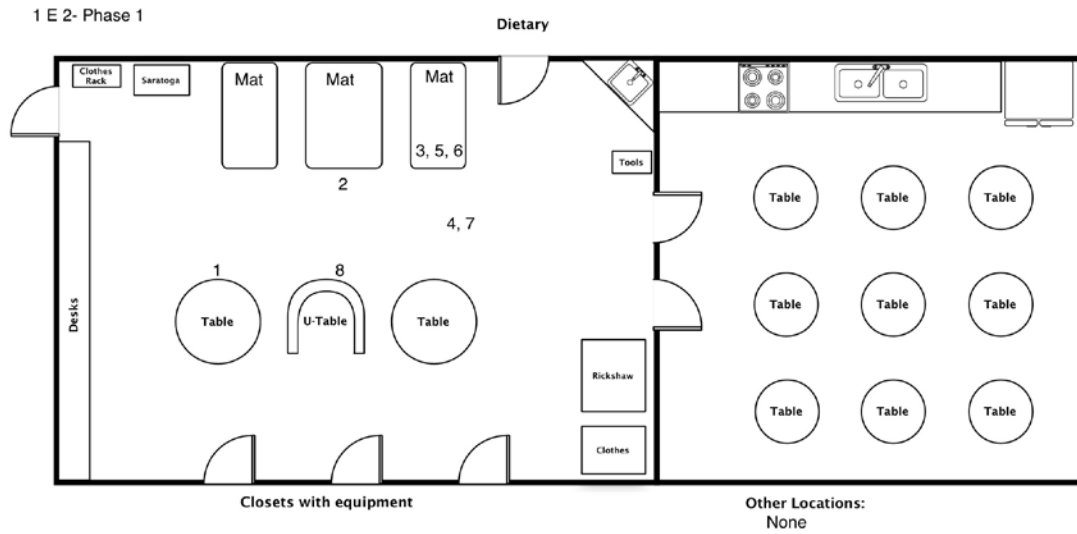 1 E 2- Phase 1
Dietary
Clothes
Rack
Saratoga
Mat
Mat
Mat
3, 5, 6
2
4, 7
Tools
Table
Table
Table
1
8
Desks
Table
U-Table
Table
Table
Table
Table
Rickshaw
Clothes
Table
Table
Table
Closets with equipment
Other Locations:
None